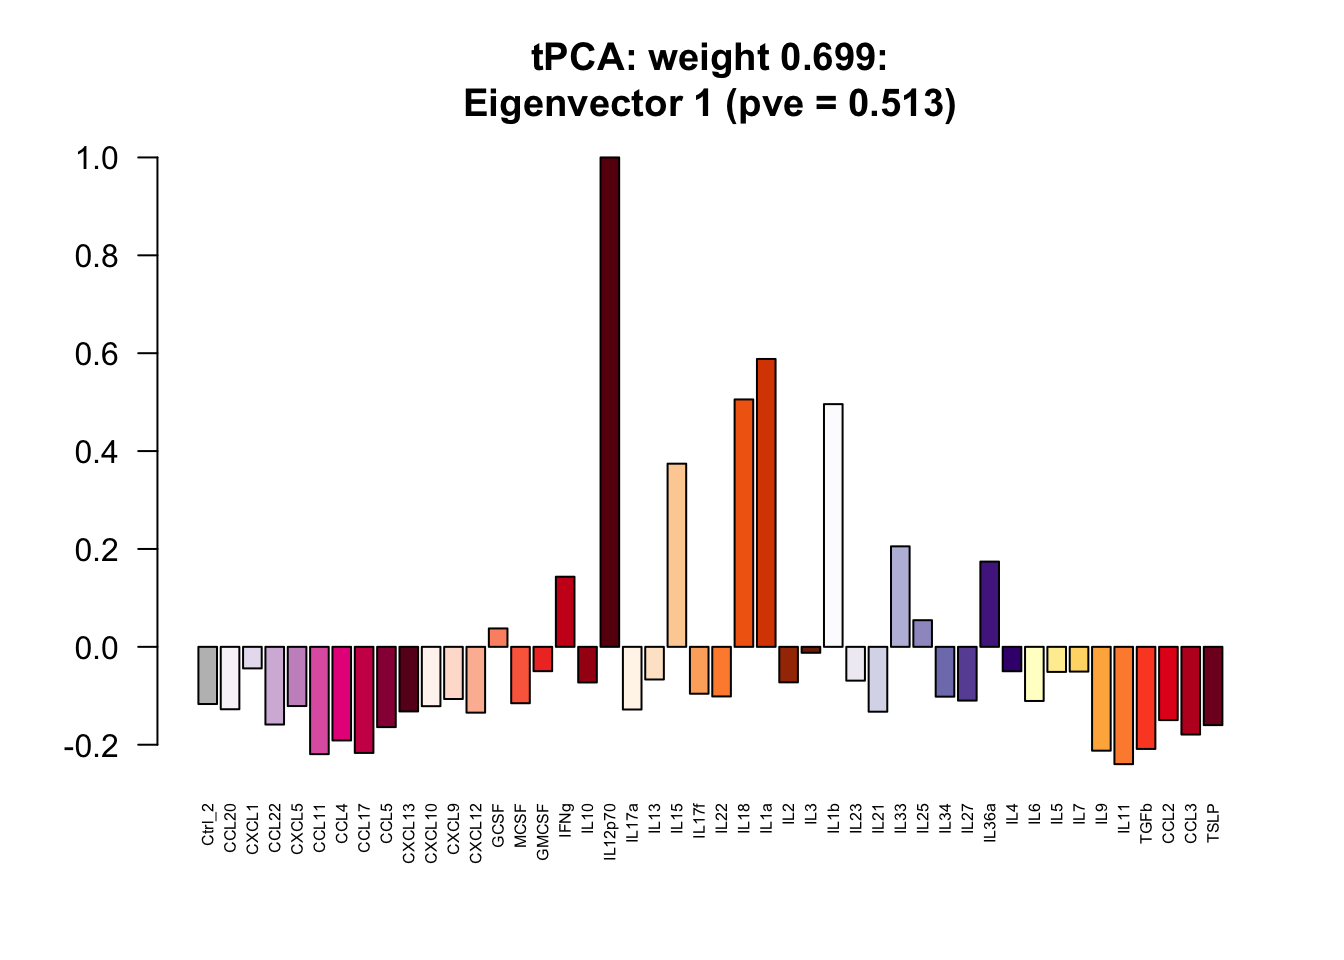 tPCA: weight 0.699:
Eigenvector 1 (pve = 0.513)
1.0
0.8
0.6
0.4
0.2
0.0
-0.2
Ctrl_2
CCL20
CXCL1
CCL22
CXCL5
CCL11
CCL4
CCL17
CCL5
CXCL13
CXCL10
CXCL9
CXCL12
GCSF
MCSF
GMCSF
IFNg
IL10
IL12p70
IL17a
IL13
IL15
IL17f
IL22
IL18
IL1a
IL2
IL3
IL1b
IL23
IL21
IL33
IL25
IL34
IL27
IL36a
IL4
IL6
IL5
IL7
IL9
IL11
TGFb
CCL2
CCL3
TSLP